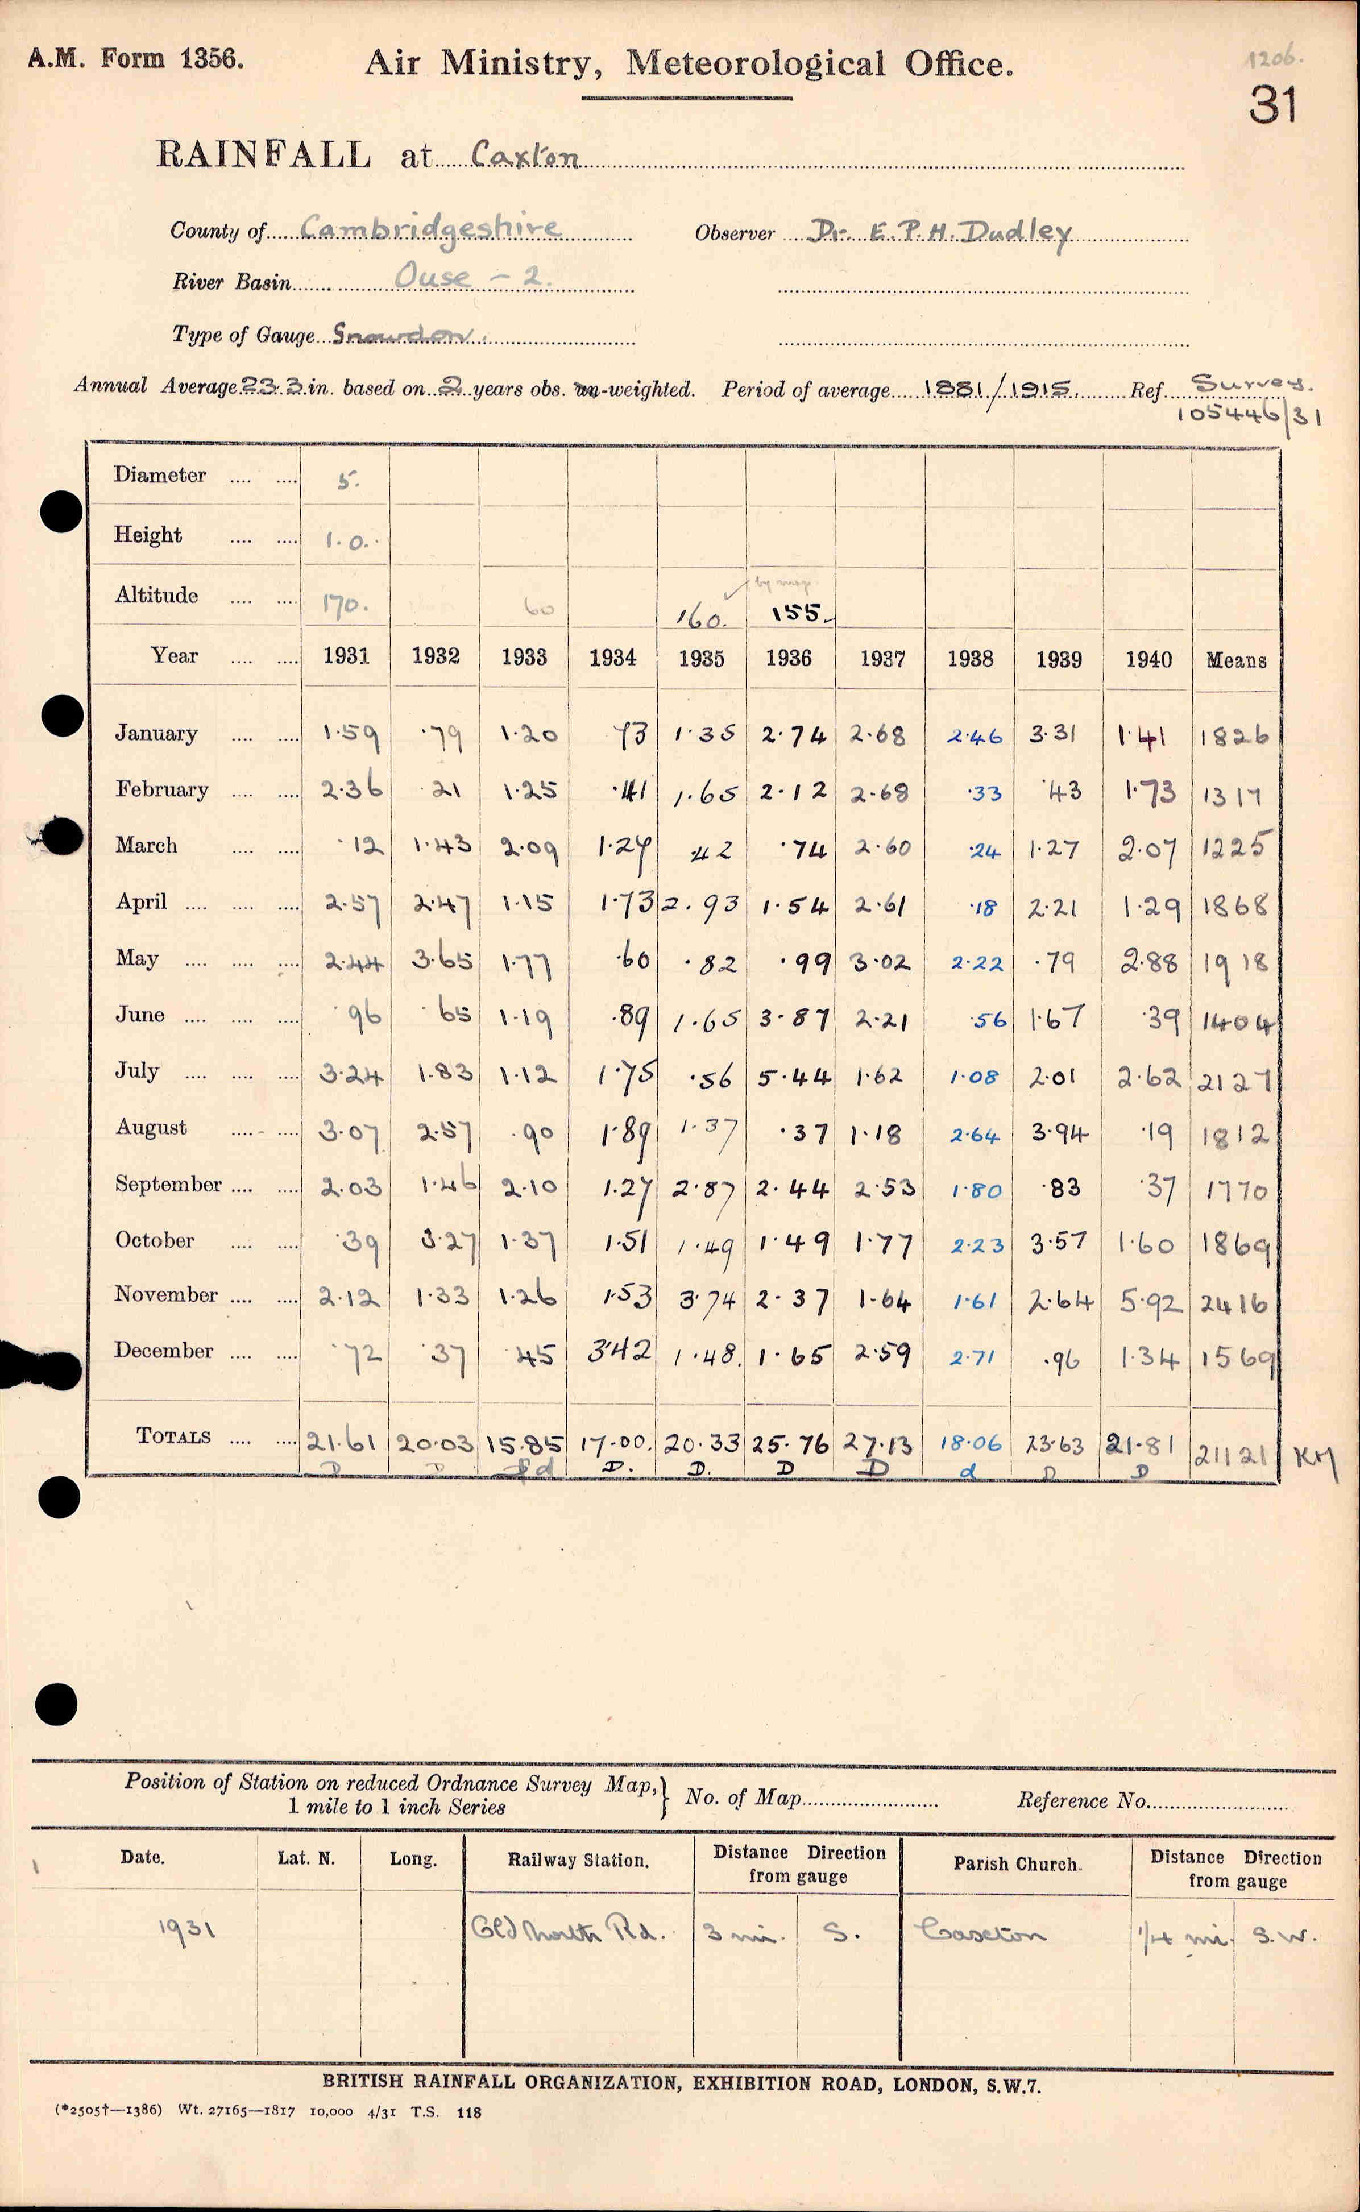 A.M. Form 1356.
Air Ministry, Meteorological Office.
1206.
31
RAINFALL at Caxton
County of Cambridgeshire Observer Dr. E.P.H. Dudley
River Basin Ouse - 2.
Type of Gauge Snowdon.
Annual Average 23.3 in. based on 2 years obs. un-weighted. Period of average 1881/1915. Ref. Survey.
105446/31
Diameter 5.
Height 1.0.
by map
Altitude 170. 60 160. 155.
Year 1931 1932 1933 1934 1935 1936 1937 1938 1939 1940 Means
January 1.59 .79 1.20 .73 1.35 2.74 2.68 2.46 3.31 1.41 1826
February 2.36 .21 1.25 .41 1.65 2.12 2.68 .33 .43 1.73 1317
March .12 1.43 2.09 1.27 .42 .74 2.60 .24 1.27 2.07 1225
April 2.57 2.47 1.15 1.73 2.93 1.54 2.61 .18 2.21 1.29 1868
May 2.44 3.65 1.77 .60 .82 .99 3.02 2.22 .79 2.88 1918
June .96 .65 1.19 .89 1.65 3.87 2.21 .56 1.67 .39 1404
July 3.24 1.83 1.12 1.75 .56 5.44 1.62 1.08 2.01 2.62 2127
August 3.07 2.57 .90 1.89 1.37 .37 1.18 2.64 3.94 .19 1812
September 2.03 1.46 2.10 1.27 2.87 2.44 2.53 1.80 .83 .37 1770
October .39 3.27 1.37 1.51 1.49 1.49 1.77 2.23 3.57 1.60 1869
November 2.12 1.33 1.26 1.53 3.74 2.37 1.64 1.61 2.64 5.92 2416
December .72 .37 .45 3.42 1.48 1.65 2.59 2.71 .96 1.34 1569
TOTALS 21.61 20.03 15.85 17.00. 20.33 25.76 27.13 18.06 23.63 21.81 21121 KM
D D d D. D. D D d D D
Position of Station on reduced Ordnance Survey Map,
1 mile to 1 inch Series } No. of Map Reference No.
Date. Lat. N. Long. Railway Station. Distance Direction from gauge Parish Church. Distance Direction from gauge
1931 Old North Rd. 3 mi. S. Caxton 1/4 mi. S.W.
BRITISH RAINFALL ORGANIZATION, EXHIBITION ROAD, LONDON, S.W.7.
(*2505†—1386) Wt. 27165—1817 10,000 4/31 T.S. 118